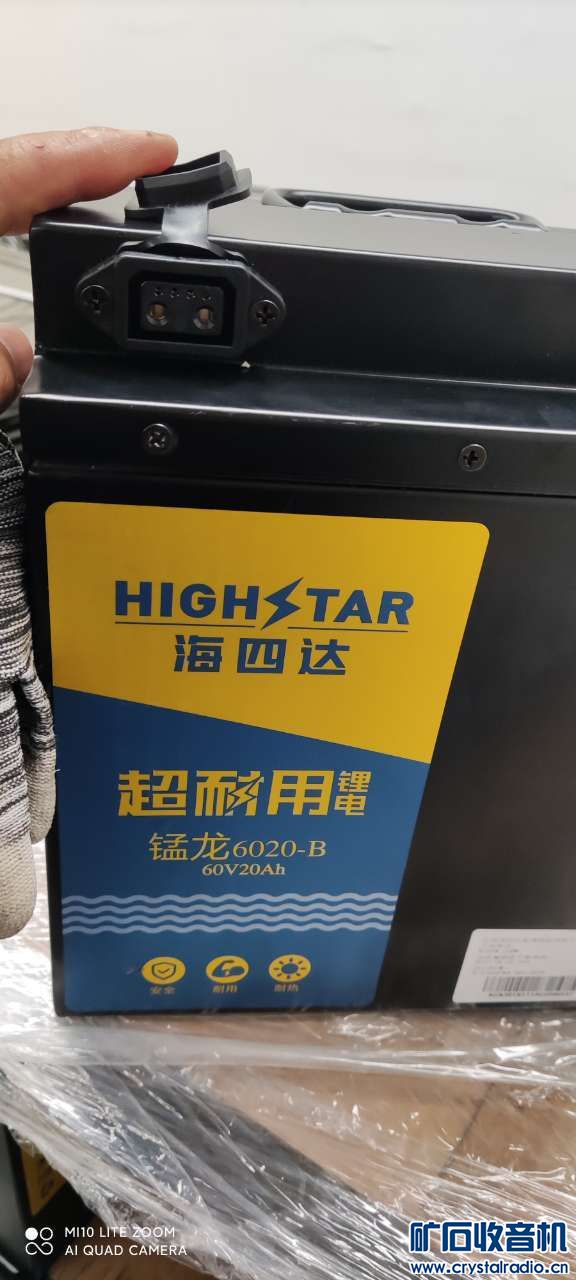 HIGHSTAR
海四达
超耐用锂电
锰龙6020-B
60V20Ah
安全 耐用 耐热
MI10 LITE ZOOM
AI QUAD CAMERA
矿石收音机
www.crystalradio.cn